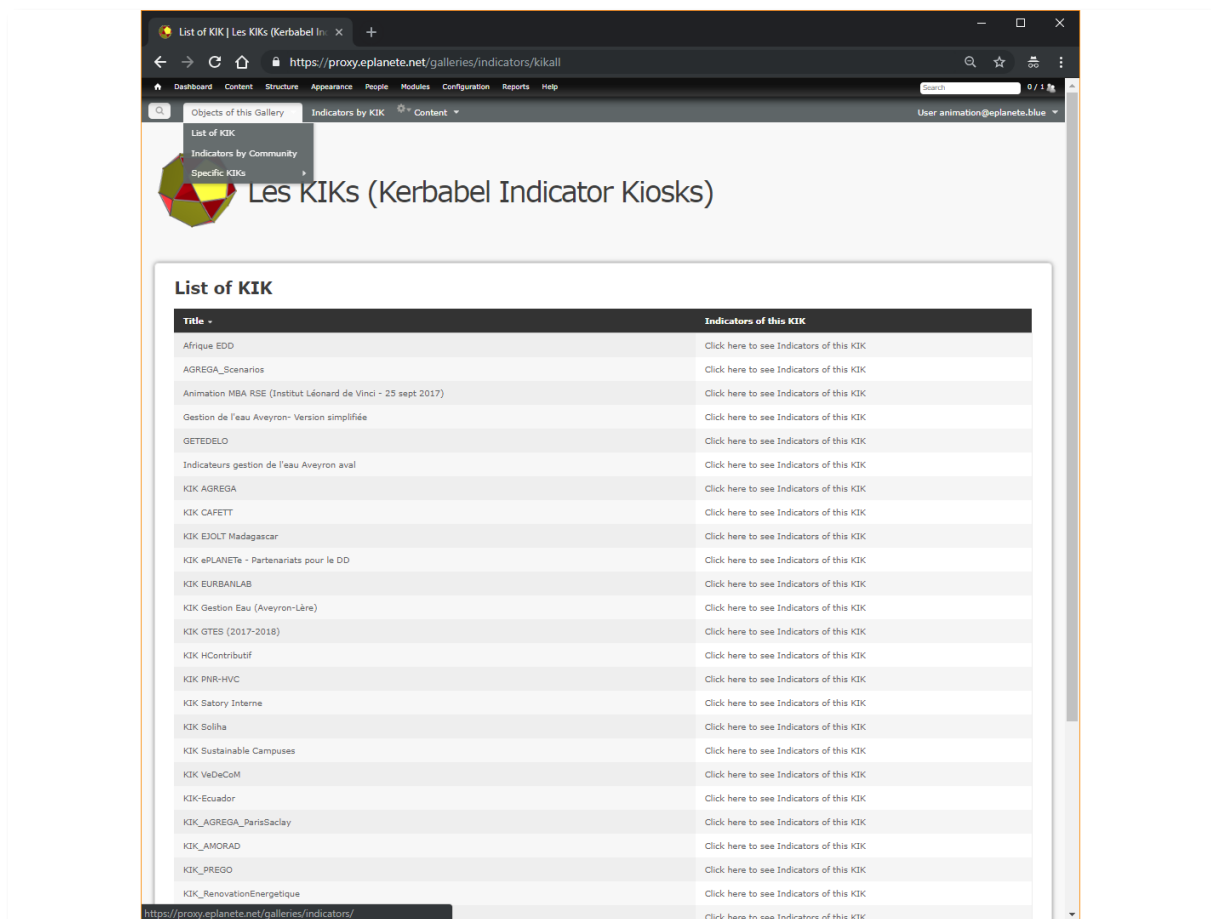 List of KIK | Les KIKs (Kerbabel In
https://proxy.eplanete.net/galleries/indicators/kikall
Dashboard Content Structure Appearance People Modules Configuration Reports Help Search 0 / 1
Objects of this Gallery Indicators by KIK Content User animation@eplanete.blue
List of KIK
Indicators by Community
Specific KIKs
Les KIKs (Kerbabel Indicator Kiosks)
List of KIK
Title Indicators of this KIK
Afrique EDD Click here to see Indicators of this KIK
AGREGA_Scenarios Click here to see Indicators of this KIK
Animation MBA RSE (Institut Léonard de Vinci - 25 sept 2017) Click here to see Indicators of this KIK
Gestion de l'eau Aveyron- Version simplifiée Click here to see Indicators of this KIK
GETEDELO Click here to see Indicators of this KIK
Indicateurs gestion de l'eau Aveyron aval Click here to see Indicators of this KIK
KIK AGREGA Click here to see Indicators of this KIK
KIK CAFETT Click here to see Indicators of this KIK
KIK EJOLT Madagascar Click here to see Indicators of this KIK
KIK ePLANETe - Partenariats pour le DD Click here to see Indicators of this KIK
KIK EURBANLAB Click here to see Indicators of this KIK
KIK Gestion Eau (Aveyron-Lère) Click here to see Indicators of this KIK
KIK GTES (2017-2018) Click here to see Indicators of this KIK
KIK HContributif Click here to see Indicators of this KIK
KIK PNR-HVC Click here to see Indicators of this KIK
KIK Satory Interne Click here to see Indicators of this KIK
KIK Soliha Click here to see Indicators of this KIK
KIK Sustainable Campuses Click here to see Indicators of this KIK
KIK VeDeCoM Click here to see Indicators of this KIK
KIK-Ecuador Click here to see Indicators of this KIK
KIK_AGREGA_ParisSaclay Click here to see Indicators of this KIK
KIK_AMORAD Click here to see Indicators of this KIK
KIK_PREGO Click here to see Indicators of this KIK
KIK_RenovationEnergetique Click here to see Indicators of this KIK
https://proxy.eplanete.net/galleries/indicators/ Click here to see Indicators of this KIK